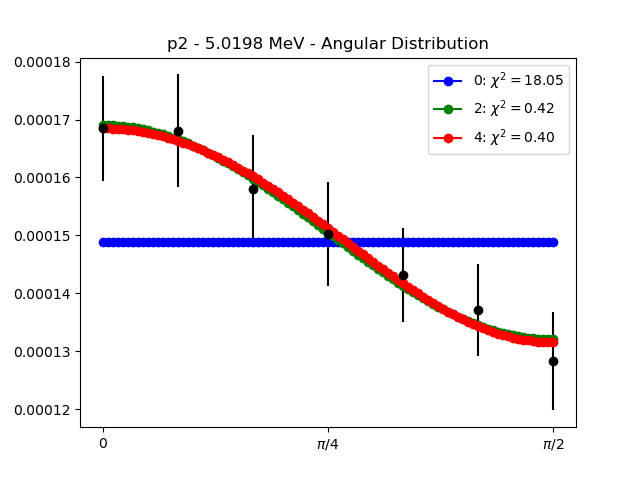 p2 - 5.0198 MeV - Angular Distribution
0.00018
0.00017
0.00016
0.00015
0.00014
0.00013
0.00012
0: χ² = 18.05
2: χ² = 0.42
4: χ² = 0.40
0
π/4
π/2